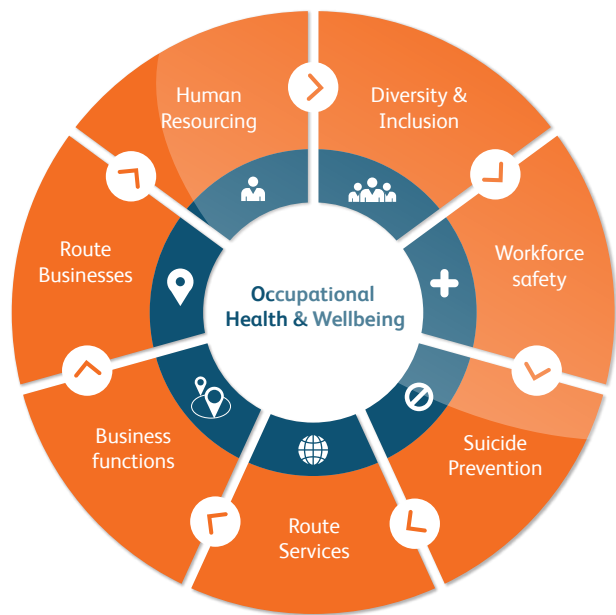 Human
Resourcing
Diversity &
Inclusion
Workforce
safety
Suicide
Prevention
Route
Services
Business
functions
Route
Businesses
Occupational
Health & Wellbeing